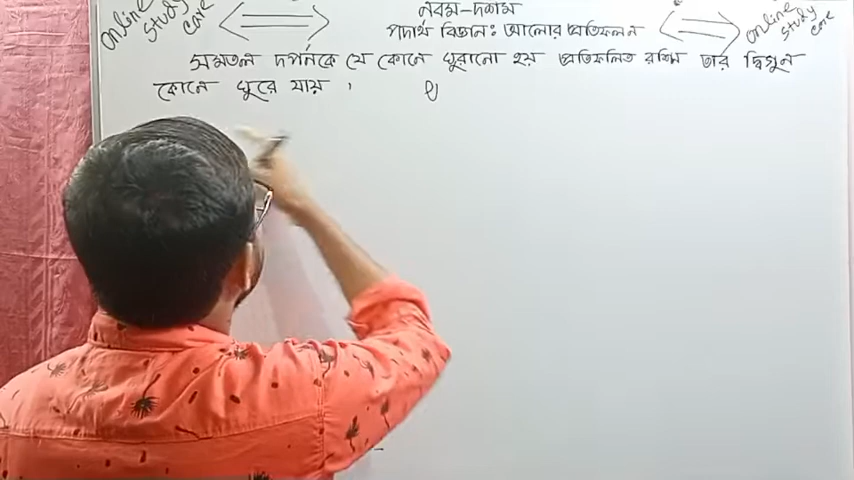 online study care
নবম-দশম
পদার্থ বিজ্ঞানঃ আলোর প্রতিফলন
online study care
সমতল দর্পনকে যে কোনে ঘুরানো হয় প্রতিফলিত রশ্মি তার দ্বিগুন
কোনে ঘুরে যায় ।